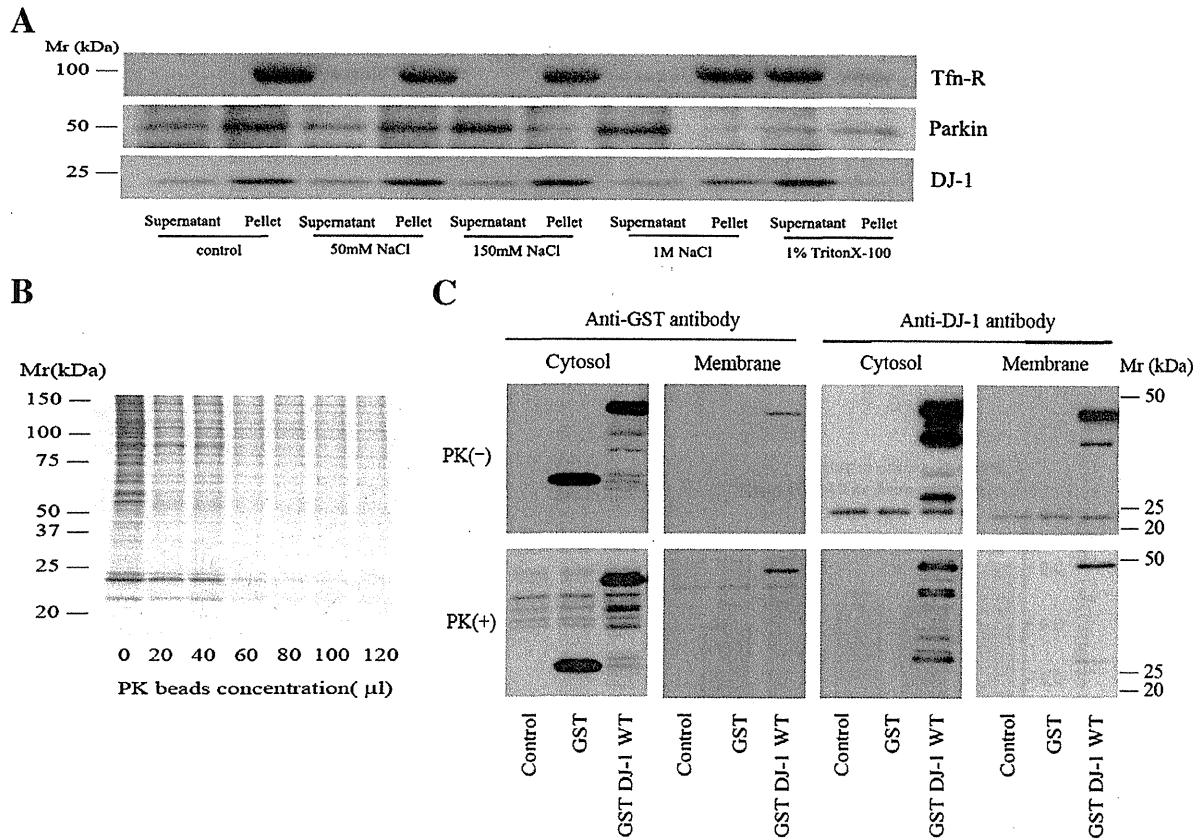 A
Mr (kDa)
100
Tfn-R
50
Parkin
25
DJ-1
Supernatant Pellet Supernatant Pellet Supernatant Pellet Supernatant Pellet Supernatant Pellet
control 50mM NaCl 150mM NaCl 1M NaCl 1% TritonX-100
B
Mr(kDa)
150
100
75
50
37
25
20
0 20 40 60 80 100 120
PK beads concentration( µl)
C
Anti-GST antibody Anti-DJ-1 antibody
Cytosol Membrane Cytosol Membrane Mr (kDa)
PK(−)
50
25
20
PK(+)
50
25
20
Control GST GST DJ-1 WT Control GST GST DJ-1 WT Control GST GST DJ-1 WT Control GST GST DJ-1 WT